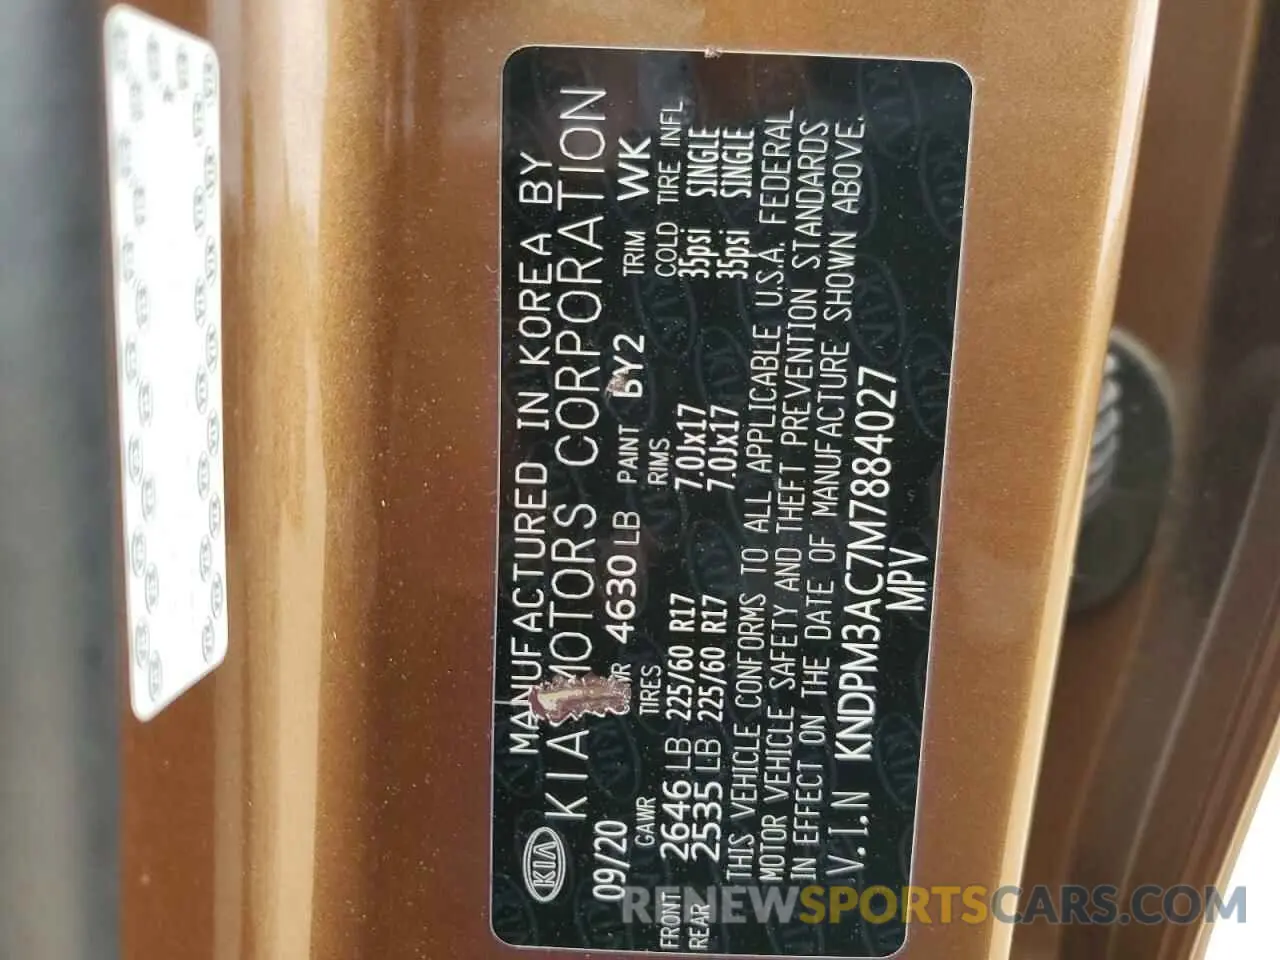 KIA
MANUFACTURED IN KOREA BY
KIA MOTORS CORPORATION
09/20 4630 LB PAINT BY2 TRIM WK
GAWR TIRES RIMS COLD TIRE INFL
FRONT 2646 LB 225/60 R17 7.0Jx17 35psi SINGLE
REAR 2535 LB 225/60 R17 7.0Jx17 35psi SINGLE
THIS VEHICLE CONFORMS TO ALL APPLICABLE U.S.A. FEDERAL
MOTOR VEHICLE SAFETY AND THEFT PREVENTION STANDARDS
IN EFFECT ON THE DATE OF MANUFACTURE SHOWN ABOVE.
V.I.N KNDPM3AC7M7884027
MPV
RENEWSPORTSCARS.COM